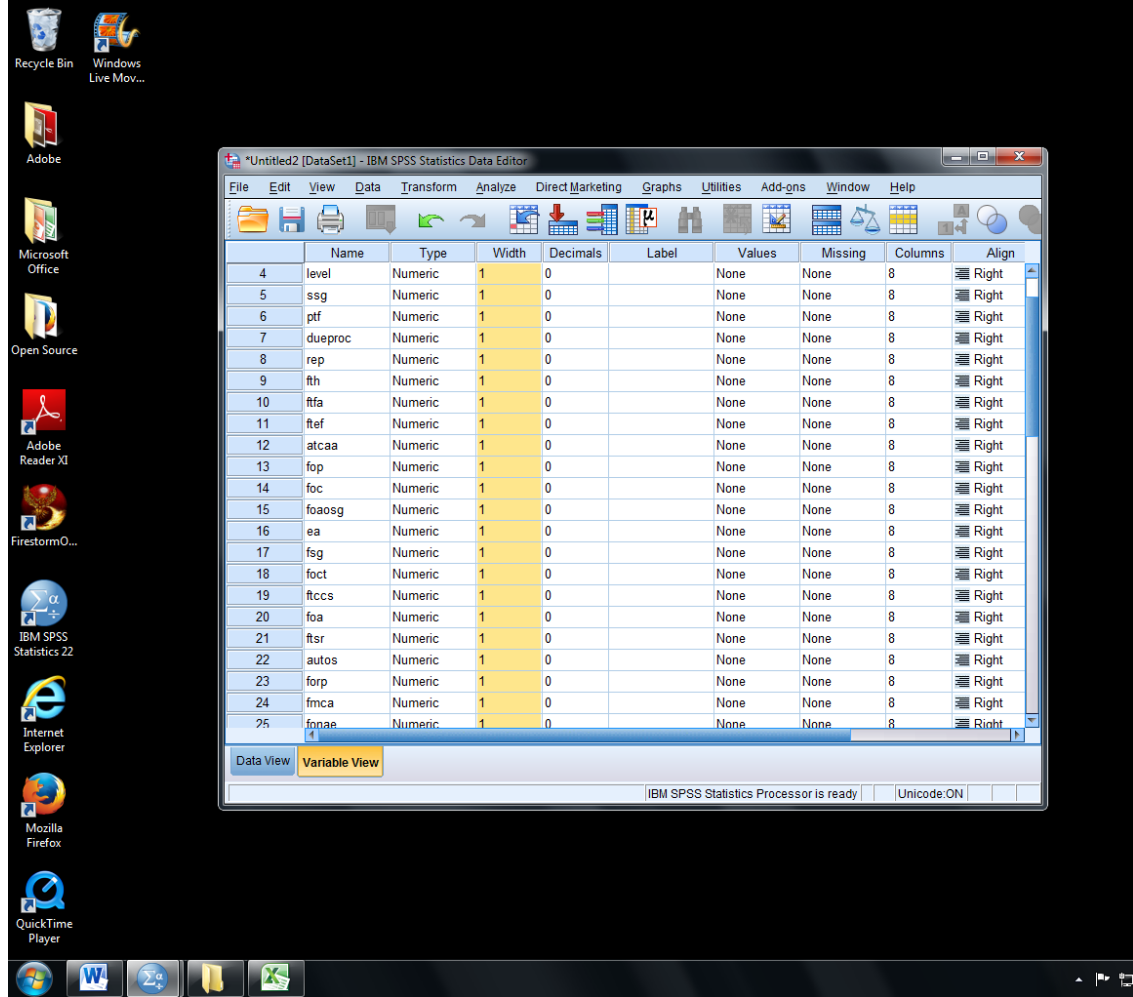 Recycle Bin
Windows
Live Mov...
Adobe
Microsoft
Office
Open Source
Adobe
Reader XI
FirestormO...
IBM SPSS
Statistics 22
Internet
Explorer
Mozilla
Firefox
QuickTime
Player
*Untitled2 [DataSet1] - IBM SPSS Statistics Data Editor
File Edit View Data Transform Analyze Direct Marketing Graphs Utilities Add-ons Window Help
Name Type Width Decimals Label Values Missing Columns Align
4 level Numeric 1 0 None None 8 Right
5 ssg Numeric 1 0 None None 8 Right
6 ptf Numeric 1 0 None None 8 Right
7 dueproc Numeric 1 0 None None 8 Right
8 rep Numeric 1 0 None None 8 Right
9 fth Numeric 1 0 None None 8 Right
10 ftfa Numeric 1 0 None None 8 Right
11 ftef Numeric 1 0 None None 8 Right
12 atcaa Numeric 1 0 None None 8 Right
13 fop Numeric 1 0 None None 8 Right
14 foc Numeric 1 0 None None 8 Right
15 foaosg Numeric 1 0 None None 8 Right
16 ea Numeric 1 0 None None 8 Right
17 fsg Numeric 1 0 None None 8 Right
18 foct Numeric 1 0 None None 8 Right
19 ftccs Numeric 1 0 None None 8 Right
20 foa Numeric 1 0 None None 8 Right
21 ftsr Numeric 1 0 None None 8 Right
22 autos Numeric 1 0 None None 8 Right
23 forp Numeric 1 0 None None 8 Right
24 fmca Numeric 1 0 None None 8 Right
25 fonae Numeric 1 0 None None 8 Right
Data View Variable View
IBM SPSS Statistics Processor is ready Unicode:ON